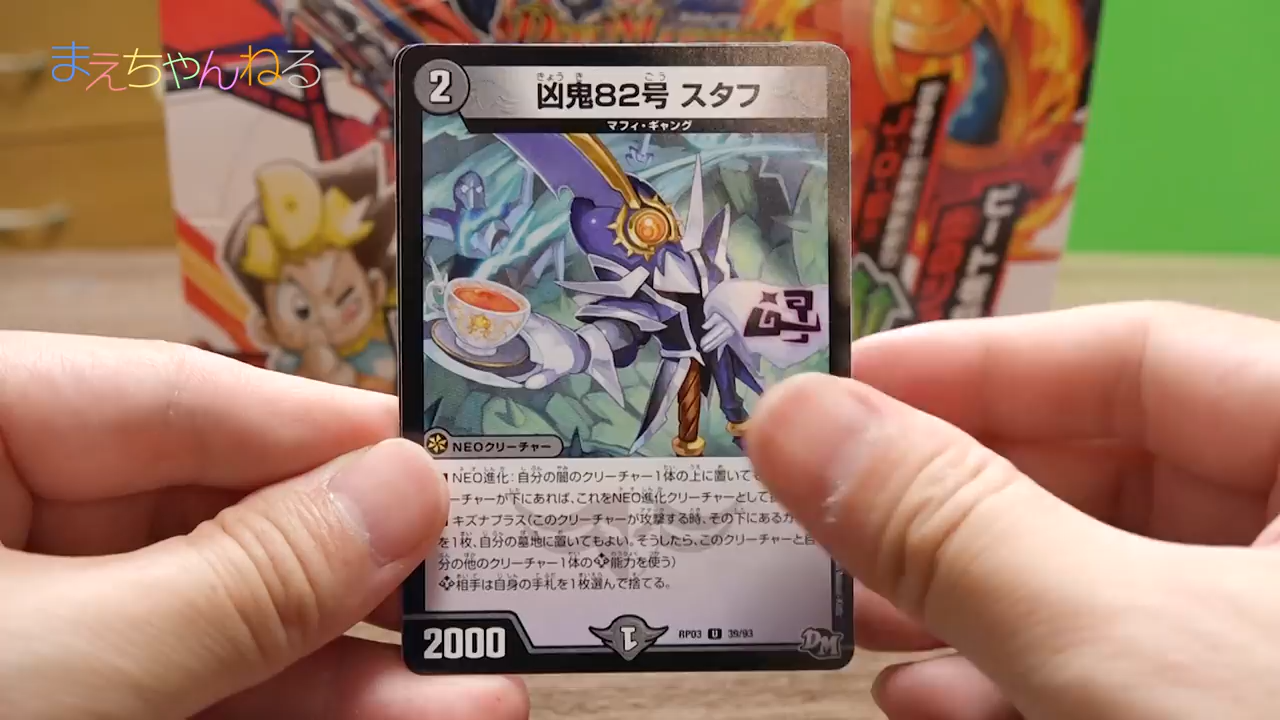 まえちゃんねる
2
きょう き ごう
凶鬼82号 スタフ
マフィ・ギャング
NEOクリーチャー
NEO進化:自分の闇のクリーチャー1体の上に置いて
ーチャーが下にあれば、これをNEO進化クリーチャーとして
キズナプラス(このクリーチャーが攻撃する時、その下にあるカ
を1枚、自分の墓地に置いてもよい。そうしたら、このクリーチャーと自
分の他のクリーチャー1体の 能力を使う)
相手は自身の手札を1枚選んで捨てる。
2000
1
RP03 U 39/93
DM